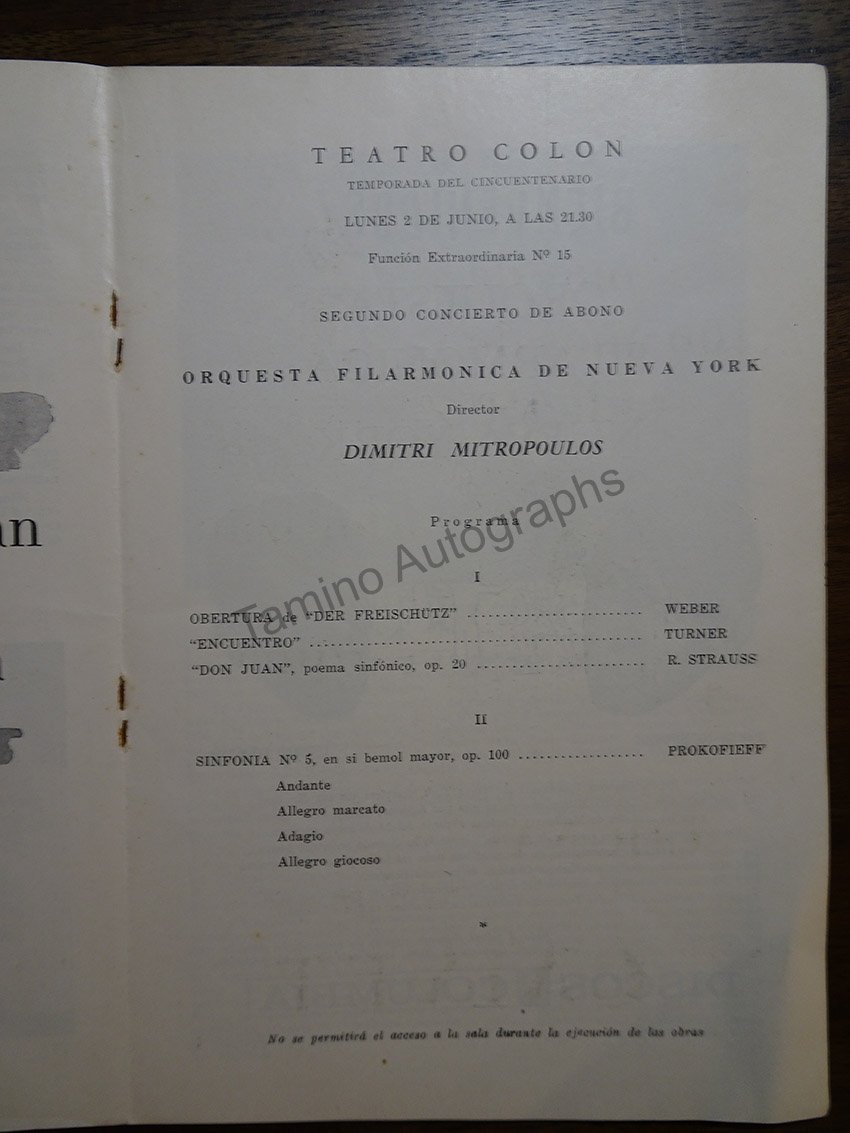 TEATRO COLON
TEMPORADA DEL CINCUENTENARIO
LUNES 2 DE JUNIO, A LAS 21.30
Función Extraordinaria Nº 15
SEGUNDO CONCIERTO DE ABONO
ORQUESTA FILARMONICA DE NUEVA YORK
Director
DIMITRI MITROPOULOS
Programa
Tamino Autographs
I
OBERTURA de "DER FREISCHÜTZ" ........................ WEBER
"ENCUENTRO" ............................................... TURNER
"DON JUAN", poema sinfónico, op. 20 ........................ R. STRAUSS
II
SINFONIA Nº 5, en si bemol mayor, op. 100 .................. PROKOFIEFF
Andante
Allegro marcato
Adagio
Allegro giocoso
*
No se permitirá el acceso a la sala durante la ejecución de las obras